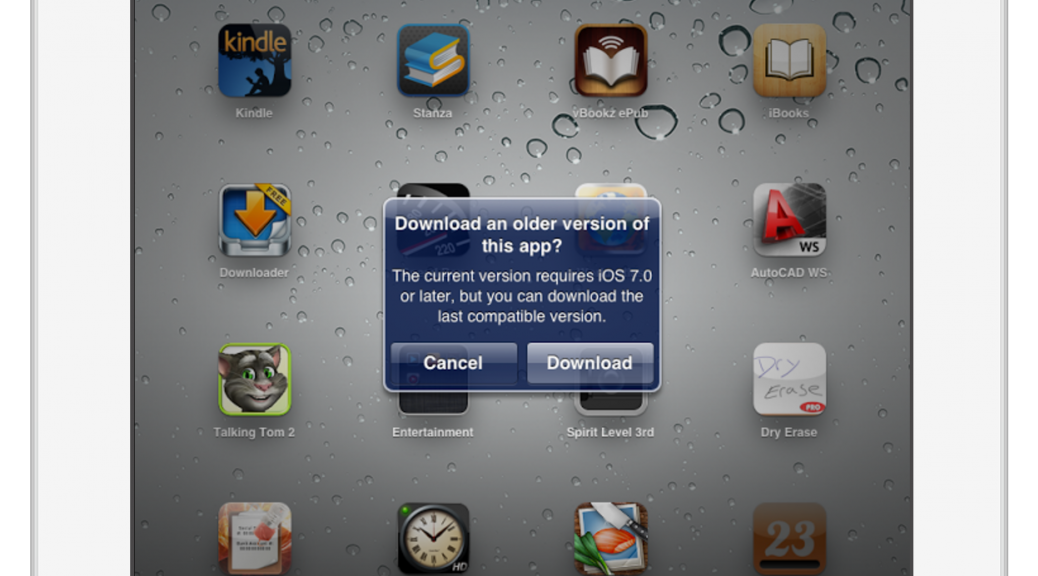 kindle
Kindle
Stanza
vBookz ePub
iBooks
FREE
WS
Downloader
AutoCAD WS
220
Download an older version of
this app?
The current version requires iOS 7.0
or later, but you can download the
last compatible version.
Cancel
Download
Dry
Erase
PRO
Talking Tom 2
Entertainment
Spirit Level 3rd
Dry Erase
HD
23